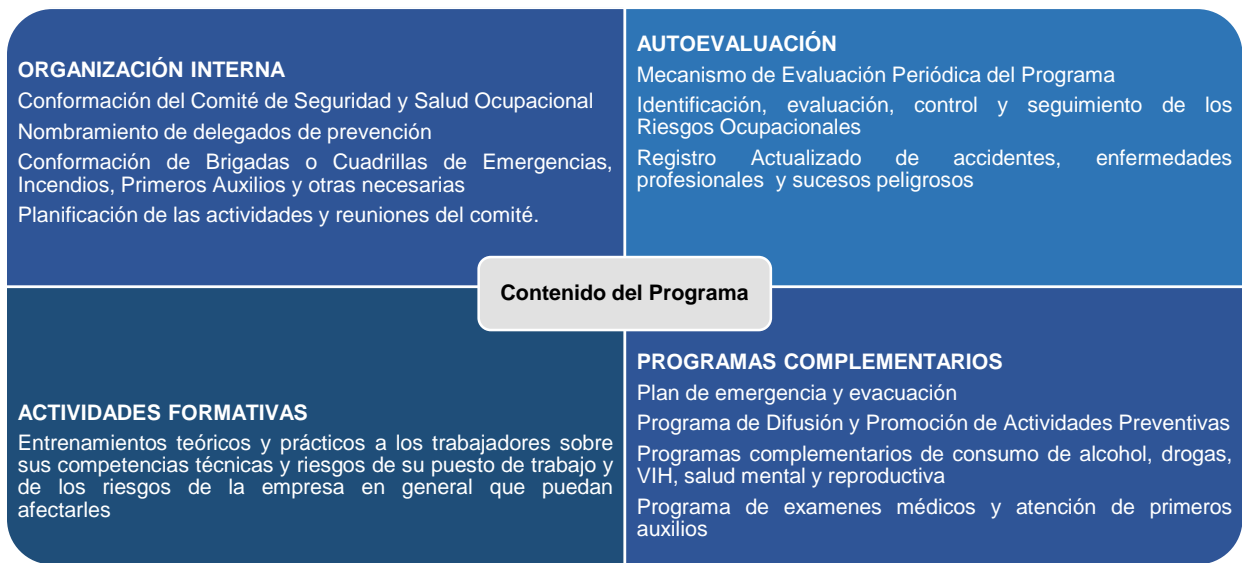 ORGANIZACIÓN INTERNA
Conformación del Comité de Seguridad y Salud Ocupacional
Nombramiento de delegados de prevención
Conformación de Brigadas o Cuadrillas de Emergencias,
Incendios, Primeros Auxilios y otras necesarias
Planificación de las actividades y reuniones del comité.
AUTOEVALUACIÓN
Mecanismo de Evaluación Periódica del Programa
Identificación, evaluación, control y seguimiento de los
Riesgos Ocupacionales
Registro Actualizado de accidentes, enfermedades
profesionales y sucesos peligrosos
Contenido del Programa
ACTIVIDADES FORMATIVAS
Entrenamientos teóricos y prácticos a los trabajadores sobre
sus competencias técnicas y riesgos de su puesto de trabajo y
de los riesgos de la empresa en general que puedan
afectarles
PROGRAMAS COMPLEMENTARIOS
Plan de emergencia y evacuación
Programa de Difusión y Promoción de Actividades Preventivas
Programas complementarios de consumo de alcohol, drogas,
VIH, salud mental y reproductiva
Programa de examenes médicos y atención de primeros
auxilios